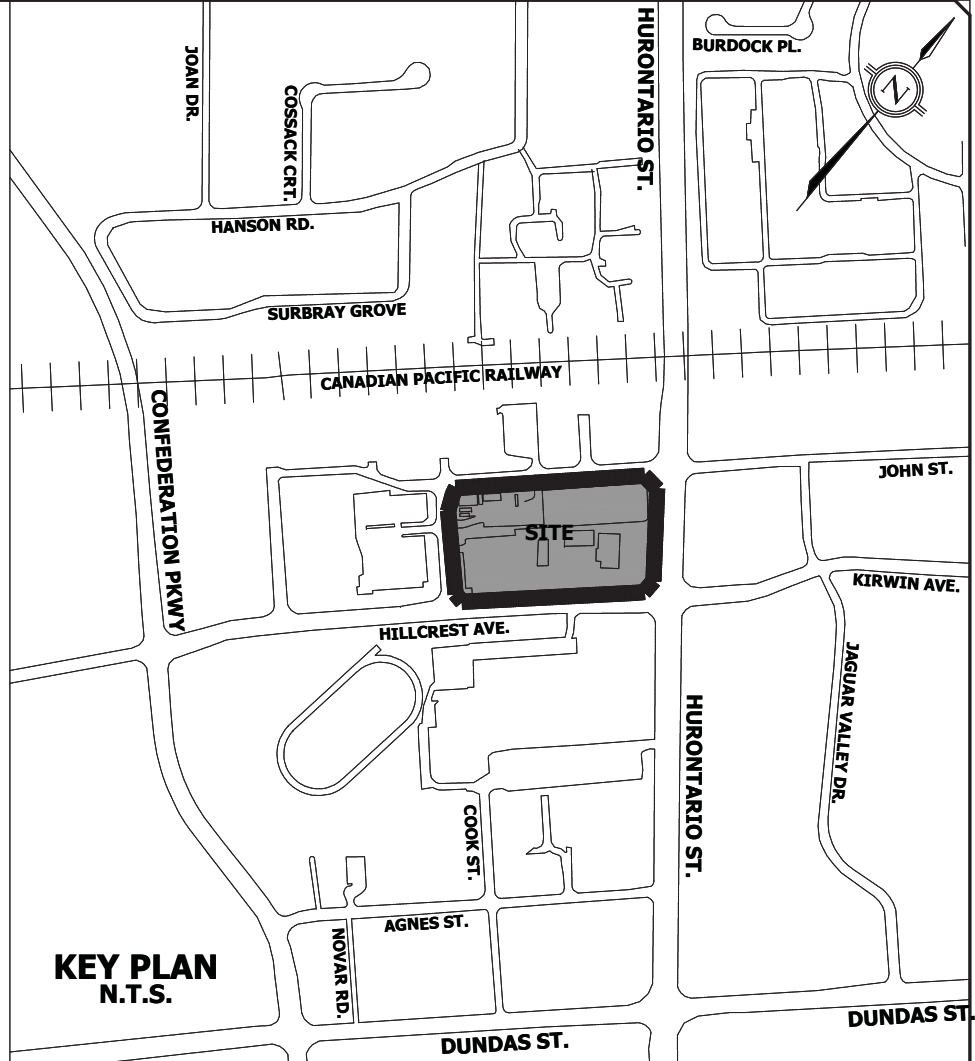 BURDOCK PL.
HURONTARIO ST.
JOAN DR.
COSSACK CRT.
N
HANSON RD.
SURBRAY GROVE
CANADIAN PACIFIC RAILWAY
CONFEDERATION PKWY
JOHN ST.
SITE
KIRWIN AVE.
HILLCREST AVE.
JAGUAR VALLEY DR.
HURONTARIO ST.
COOK ST.
AGNES ST.
NOVAR RD.
KEY PLAN
N.T.S.
DUNDAS ST.
DUNDAS ST.